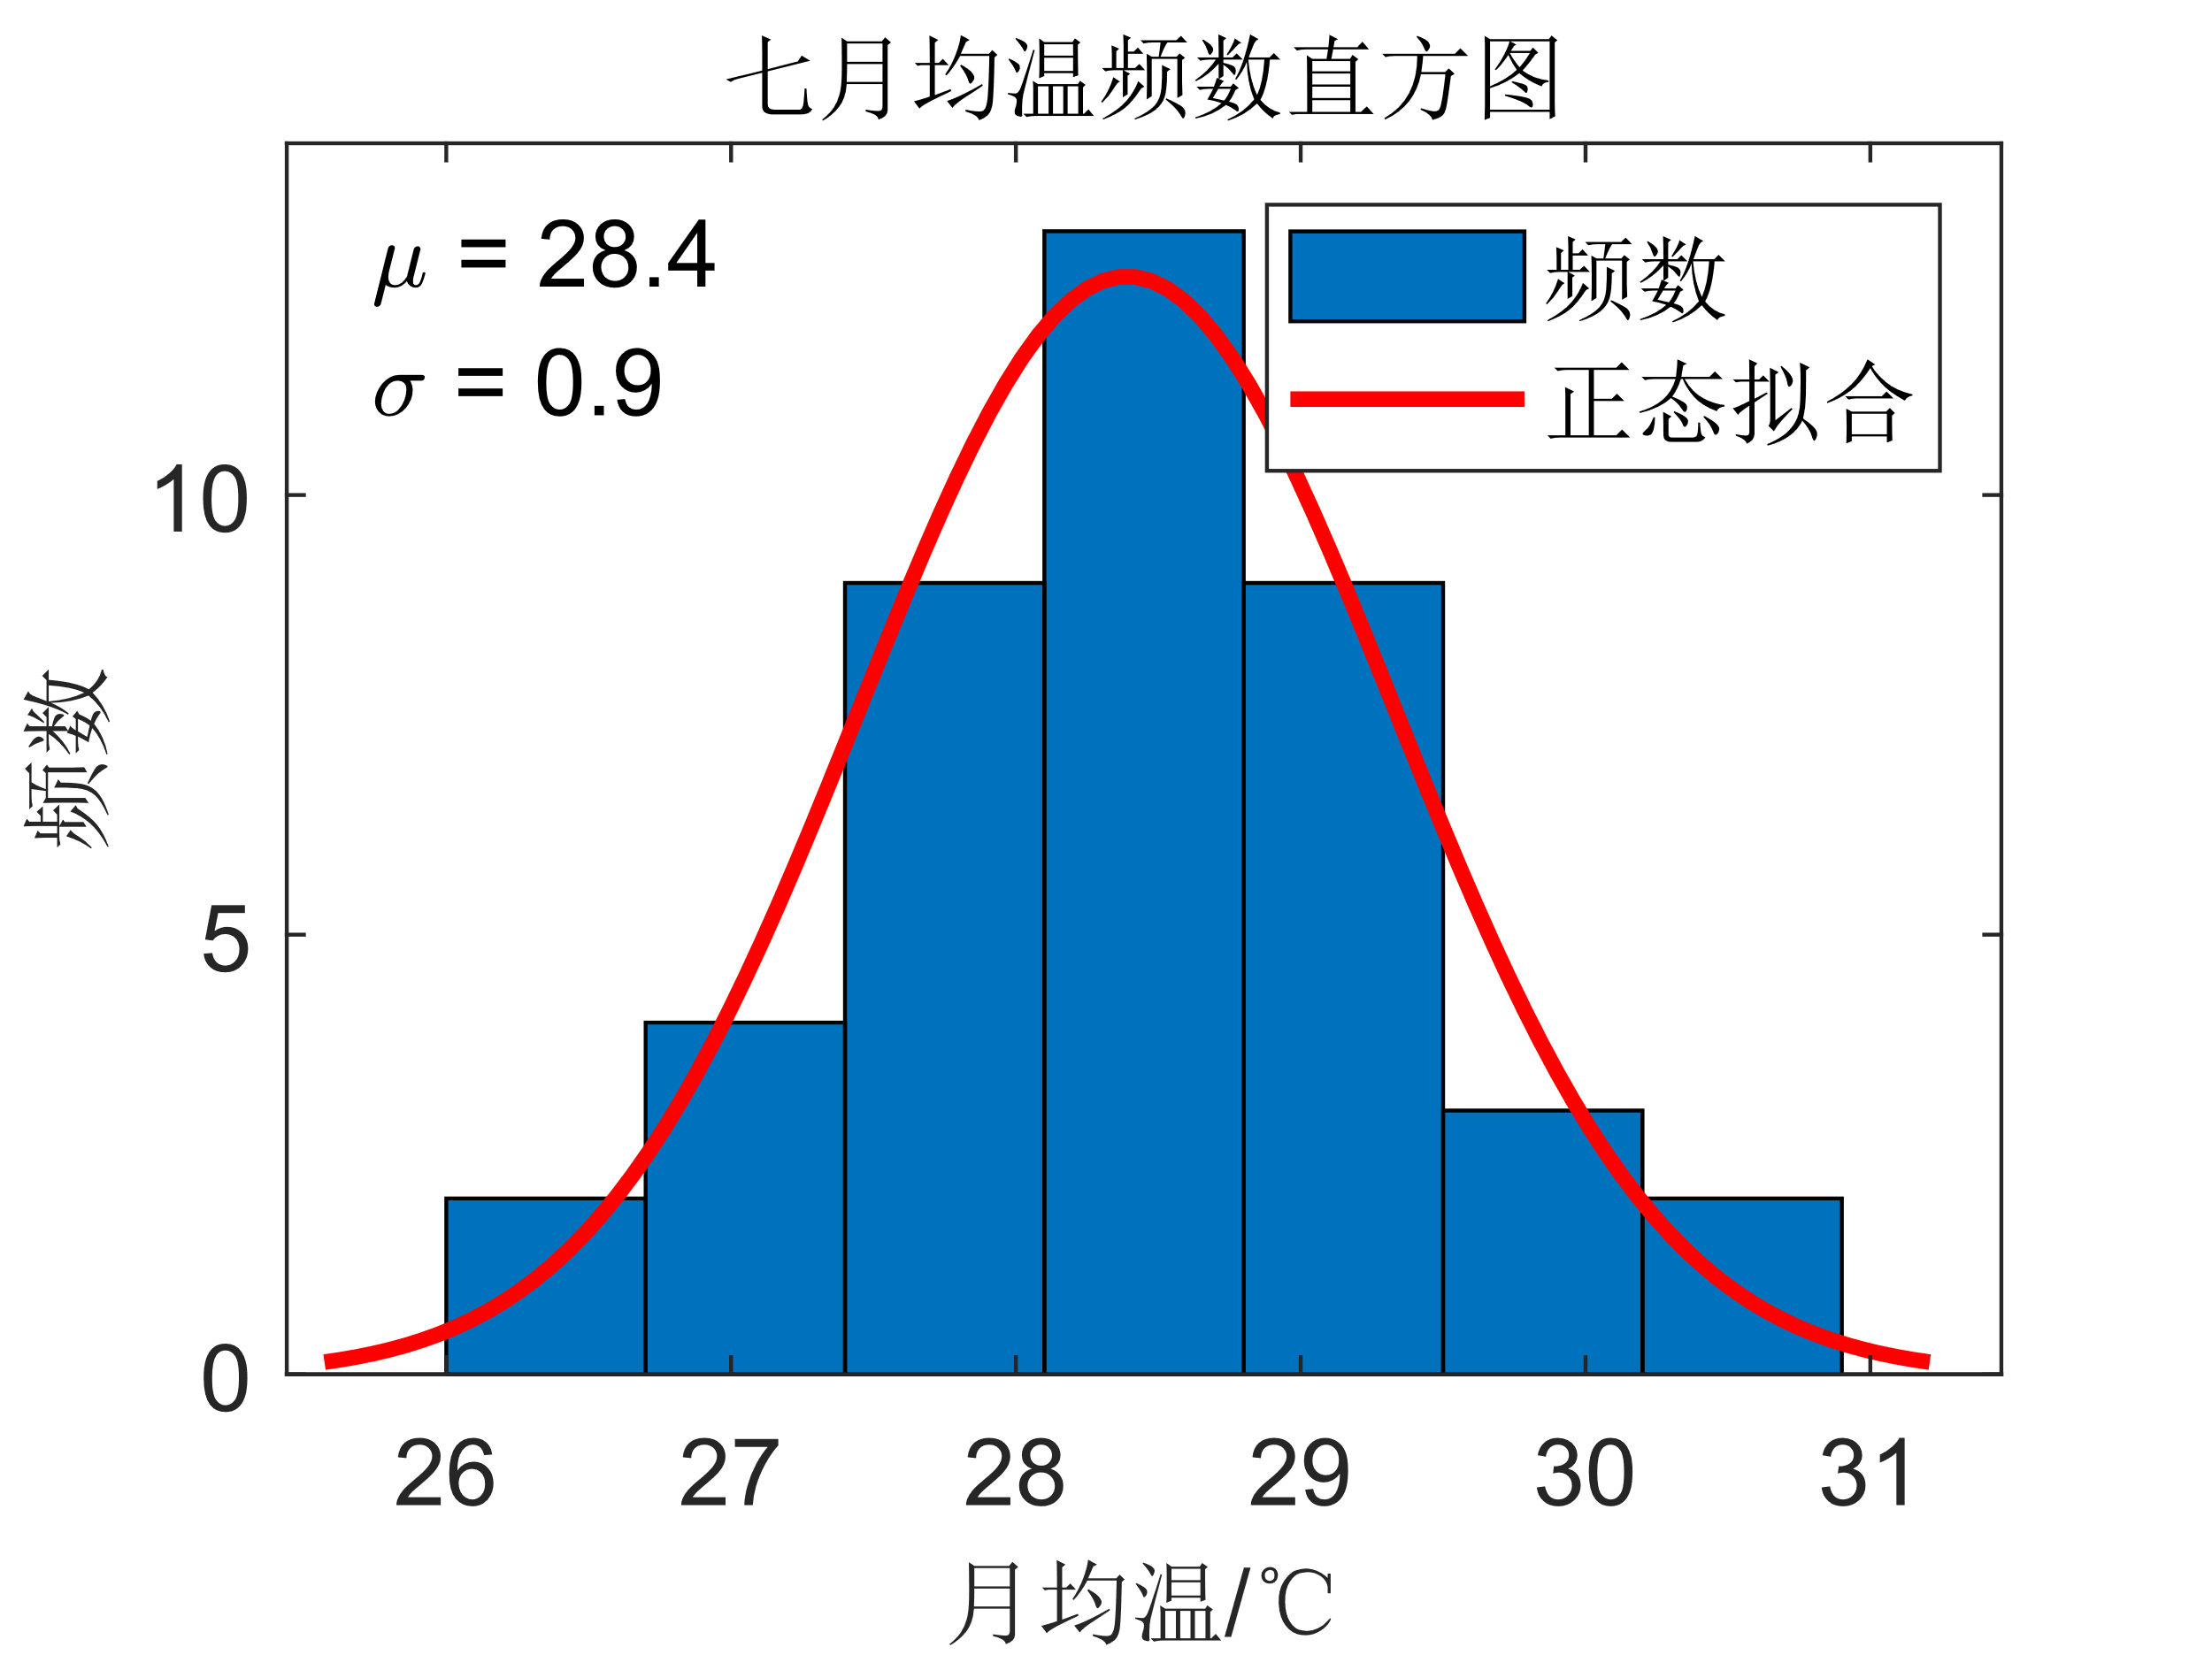 七月均温频数直方图
μ = 28.4
σ = 0.9
频数
正态拟合
频数
10
5
0
26 27 28 29 30 31
月均温/℃